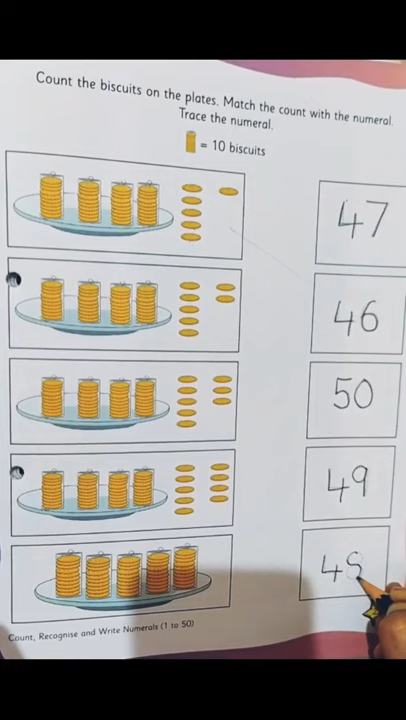 Count the biscuits on the plates. Match the count with the numeral.
Trace the numeral.
= 10 biscuits
47
46
50
49
48
Count, Recognise and Write Numerals (1 to 50)